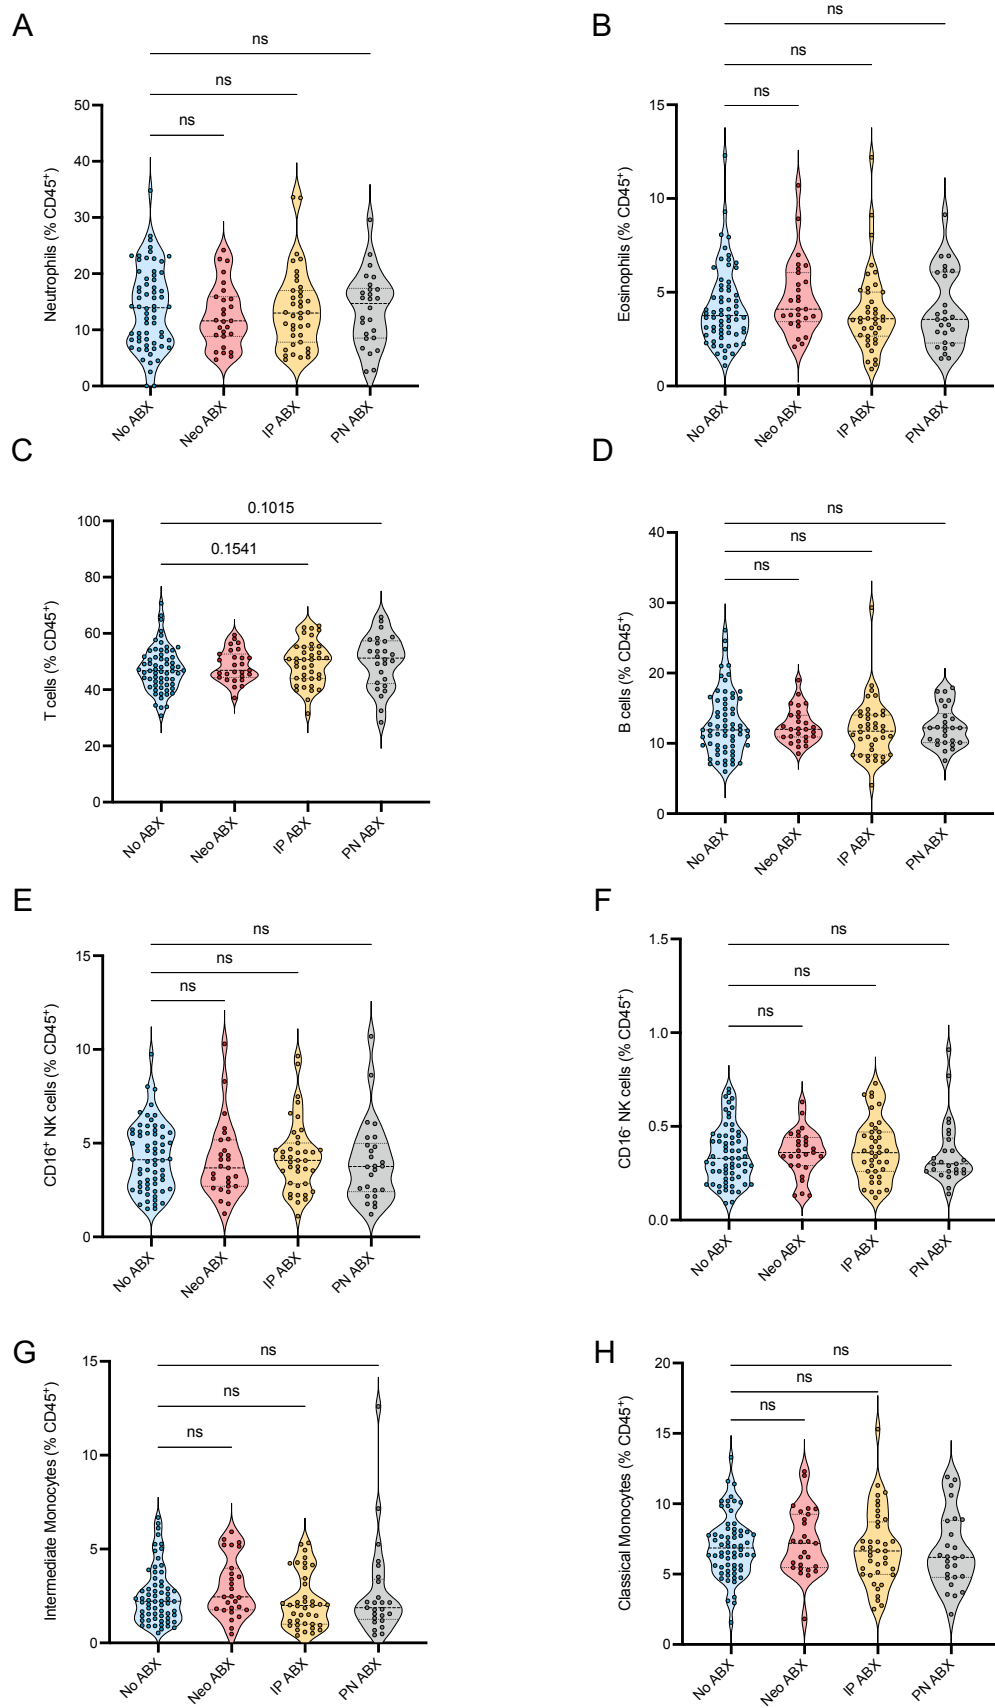 A
ns
ns
ns
50
40
30
20
10
0
Neutrophils (% CD45⁺)
No ABX
Neo ABX
IP ABX
PN ABX
B
ns
ns
ns
15
10
5
0
Eosinophils (% CD45⁺)
No ABX
Neo ABX
IP ABX
PN ABX
C
0.1015
0.1541
100
80
60
40
20
0
T cells (% CD45⁺)
No ABX
Neo ABX
IP ABX
PN ABX
D
ns
ns
ns
40
30
20
10
0
B cells (% CD45⁺)
No ABX
Neo ABX
IP ABX
PN ABX
E
ns
ns
ns
15
10
5
0
CD16⁺ NK cells (% CD45⁺)
No ABX
Neo ABX
IP ABX
PN ABX
F
ns
ns
ns
1.5
1.0
0.5
0.0
CD16⁻ NK cells (% CD45⁺)
No ABX
Neo ABX
IP ABX
PN ABX
G
ns
ns
ns
15
10
5
0
Intermediate Monocytes (% CD45⁺)
No ABX
Neo ABX
IP ABX
PN ABX
H
ns
ns
ns
20
15
10
5
0
Classical Monocytes (% CD45⁺)
No ABX
Neo ABX
IP ABX
PN ABX